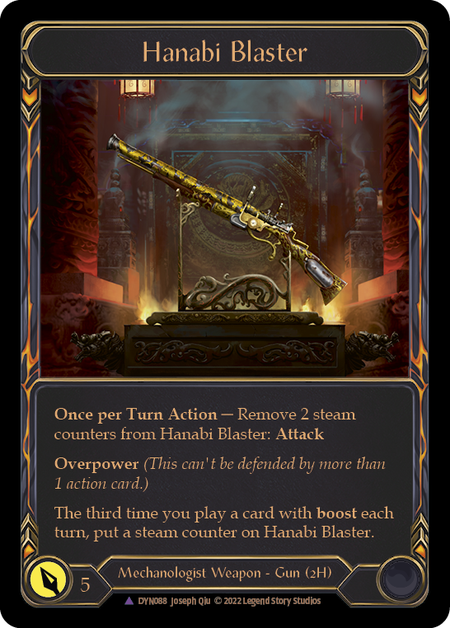 Hanabi Blaster
Once per Turn Action — Remove 2 steam
counters from Hanabi Blaster: Attack
Overpower (This can't be defended by more than
1 action card.)
The third time you play a card with boost each
turn, put a steam counter on Hanabi Blaster.
5
Mechanologist Weapon - Gun (2H)
DYN088 Joseph Qiu © 2022 Legend Story Studios